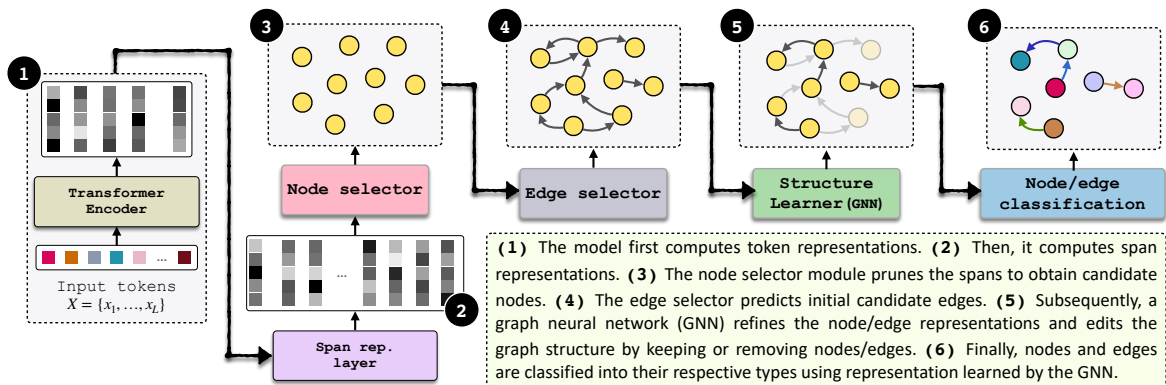 1
3
4
5
6
Transformer
Encoder
...
Input tokens
X = {x₁, …, x_L}
Node selector
...
2
Span rep.
layer
Edge selector
Structure
Learner (GNN)
Node/edge
classification
(1) The model first computes token representations. (2) Then, it computes span
representations. (3) The node selector module prunes the spans to obtain candidate
nodes. (4) The edge selector predicts initial candidate edges. (5) Subsequently, a
graph neural network (GNN) refines the node/edge representations and edits the
graph structure by keeping or removing nodes/edges. (6) Finally, nodes and edges
are classified into their respective types using representation learned by the GNN.